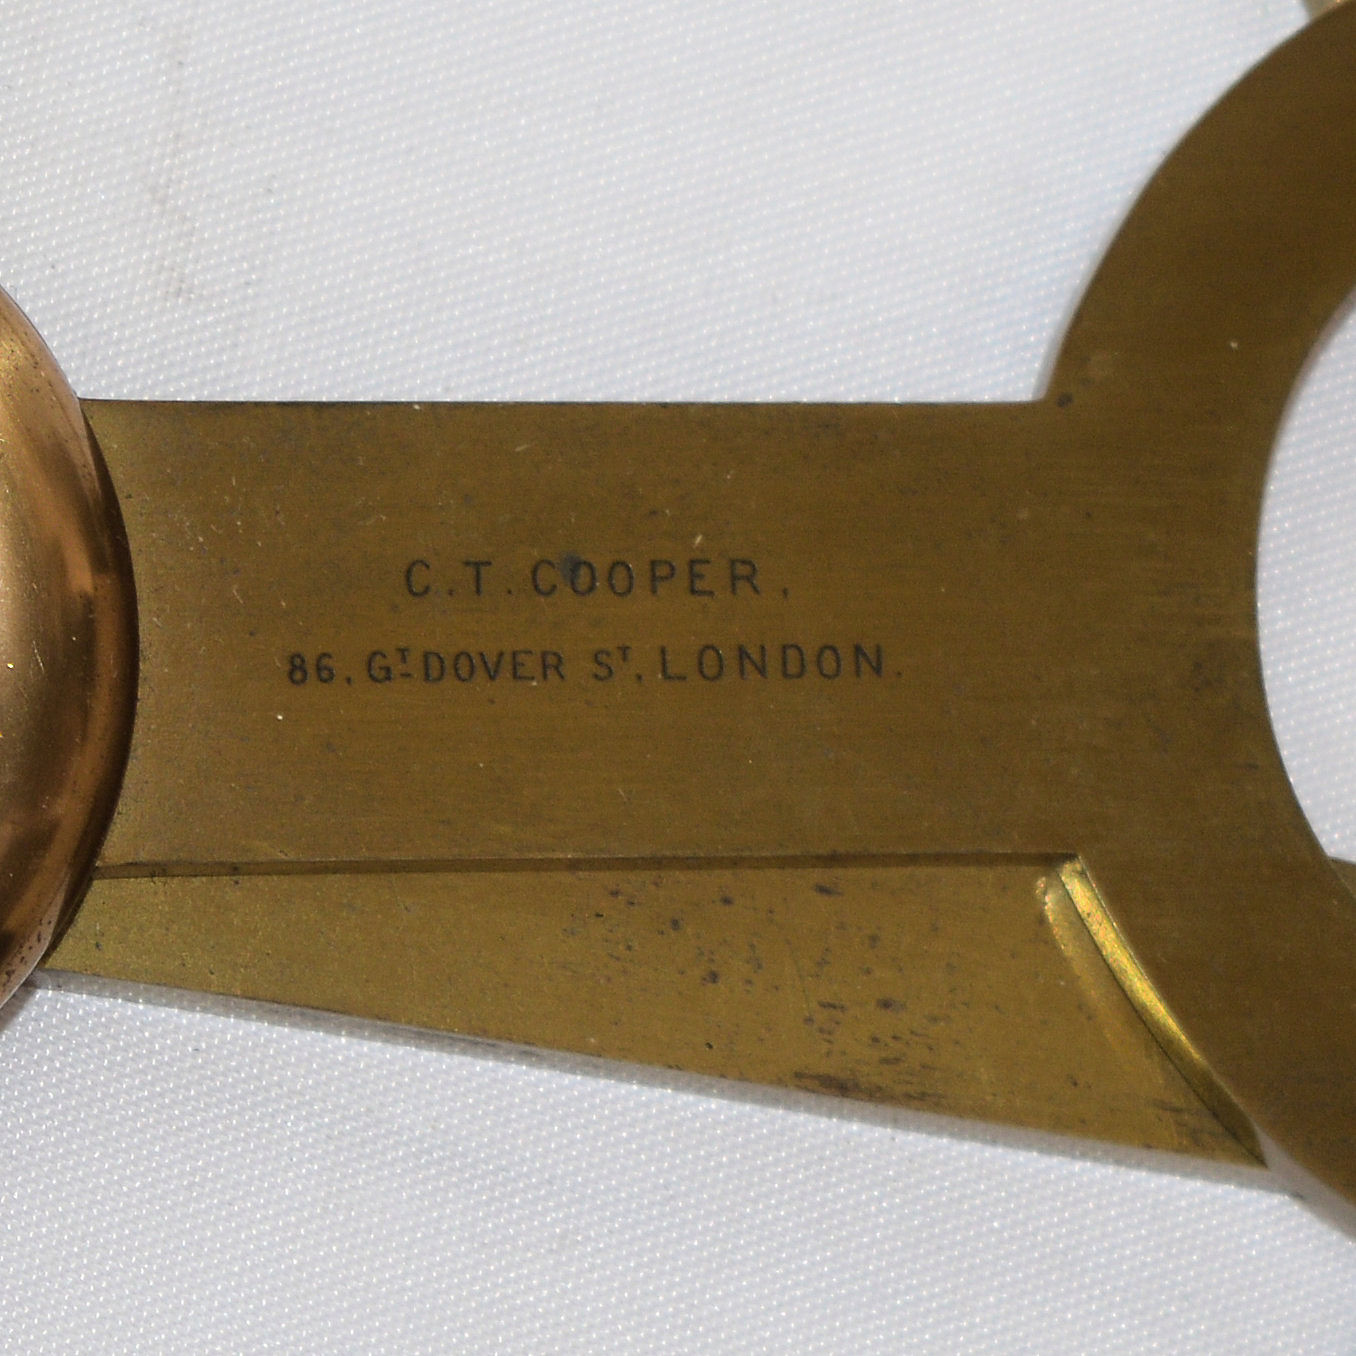 C.T. COOPER,
86, GT DOVER ST, LONDON.